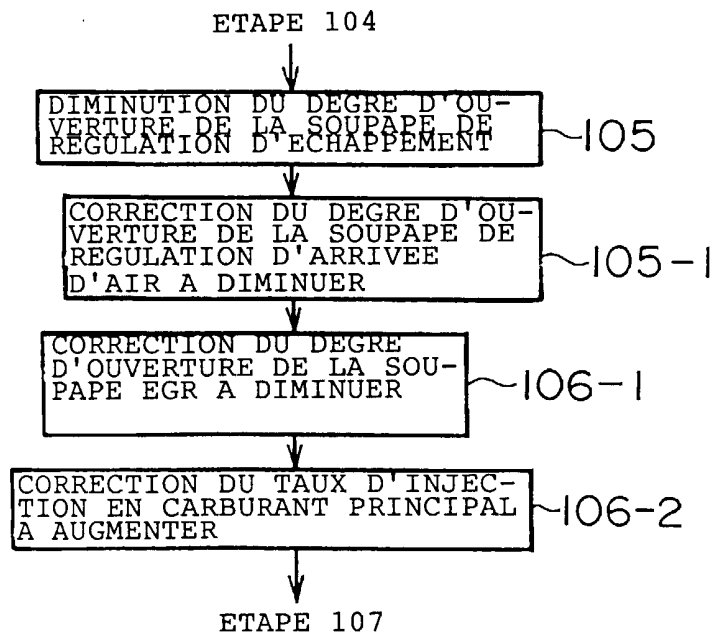 ETAPE 104
DIMINUTION DU DEGRE D'OU-
VERTURE DE LA SOUPAPE DE
REGULATION D'ECHAPPEMENT
105
CORRECTION DU DEGRE D'OU-
VERTURE DE LA SOUPAPE DE
REGULATION D'ARRIVEE
D'AIR A DIMINUER
105-1
CORRECTION DU DEGRE
D'OUVERTURE DE LA SOU-
PAPE EGR A DIMINUER
106-1
CORRECTION DU TAUX D'INJEC-
TION EN CARBURANT PRINCIPAL
A AUGMENTER
106-2
ETAPE 107